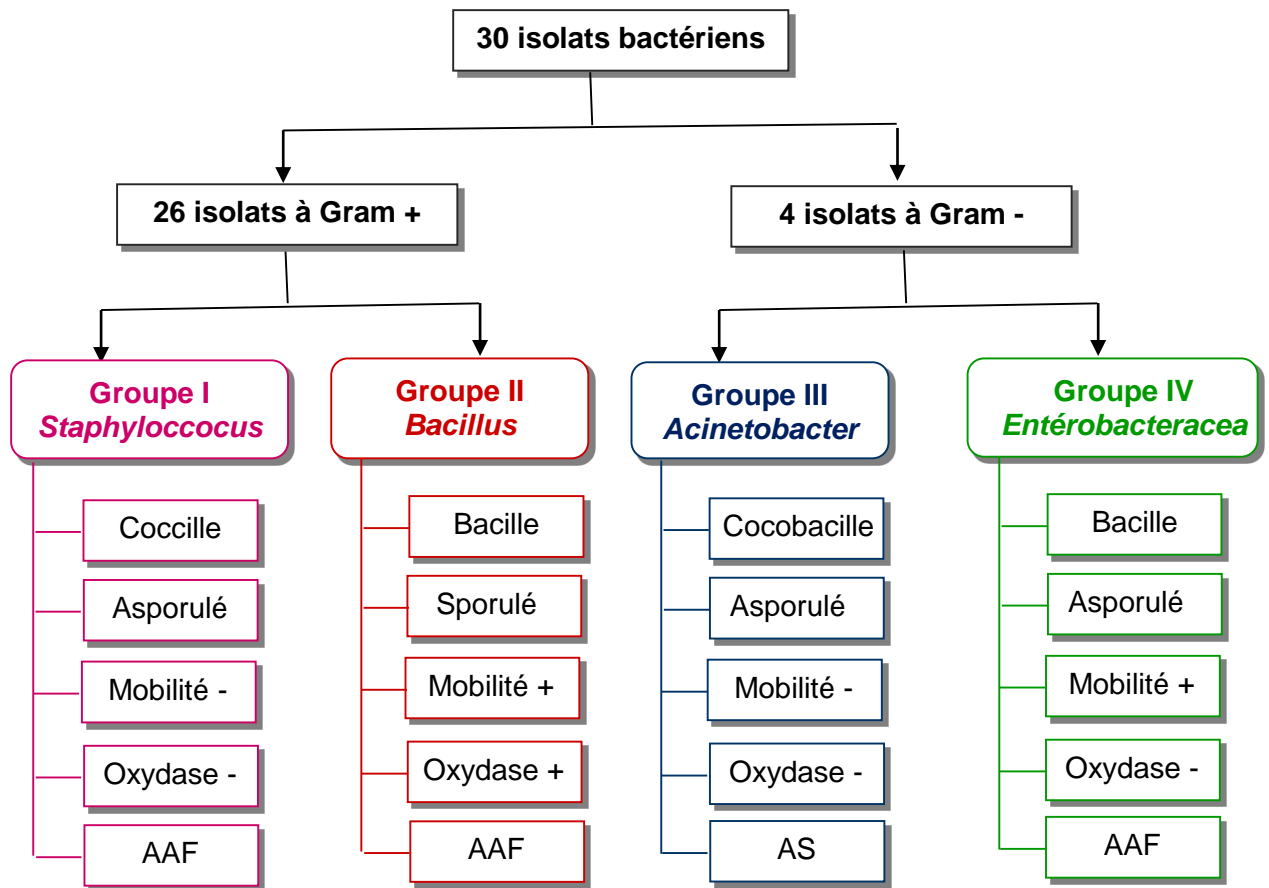 30 isolats bactériens
26 isolats à Gram +
4 isolats à Gram -
Groupe I
Staphyloccocus
Groupe II
Bacillus
Groupe III
Acinetobacter
Groupe IV
Entérobacteracea
Coccille
Asporulé
Mobilité -
Oxydase -
AAF
Bacille
Sporulé
Mobilité +
Oxydase +
AAF
Cocobacille
Asporulé
Mobilité -
Oxydase -
AS
Bacille
Asporulé
Mobilité +
Oxydase -
AAF